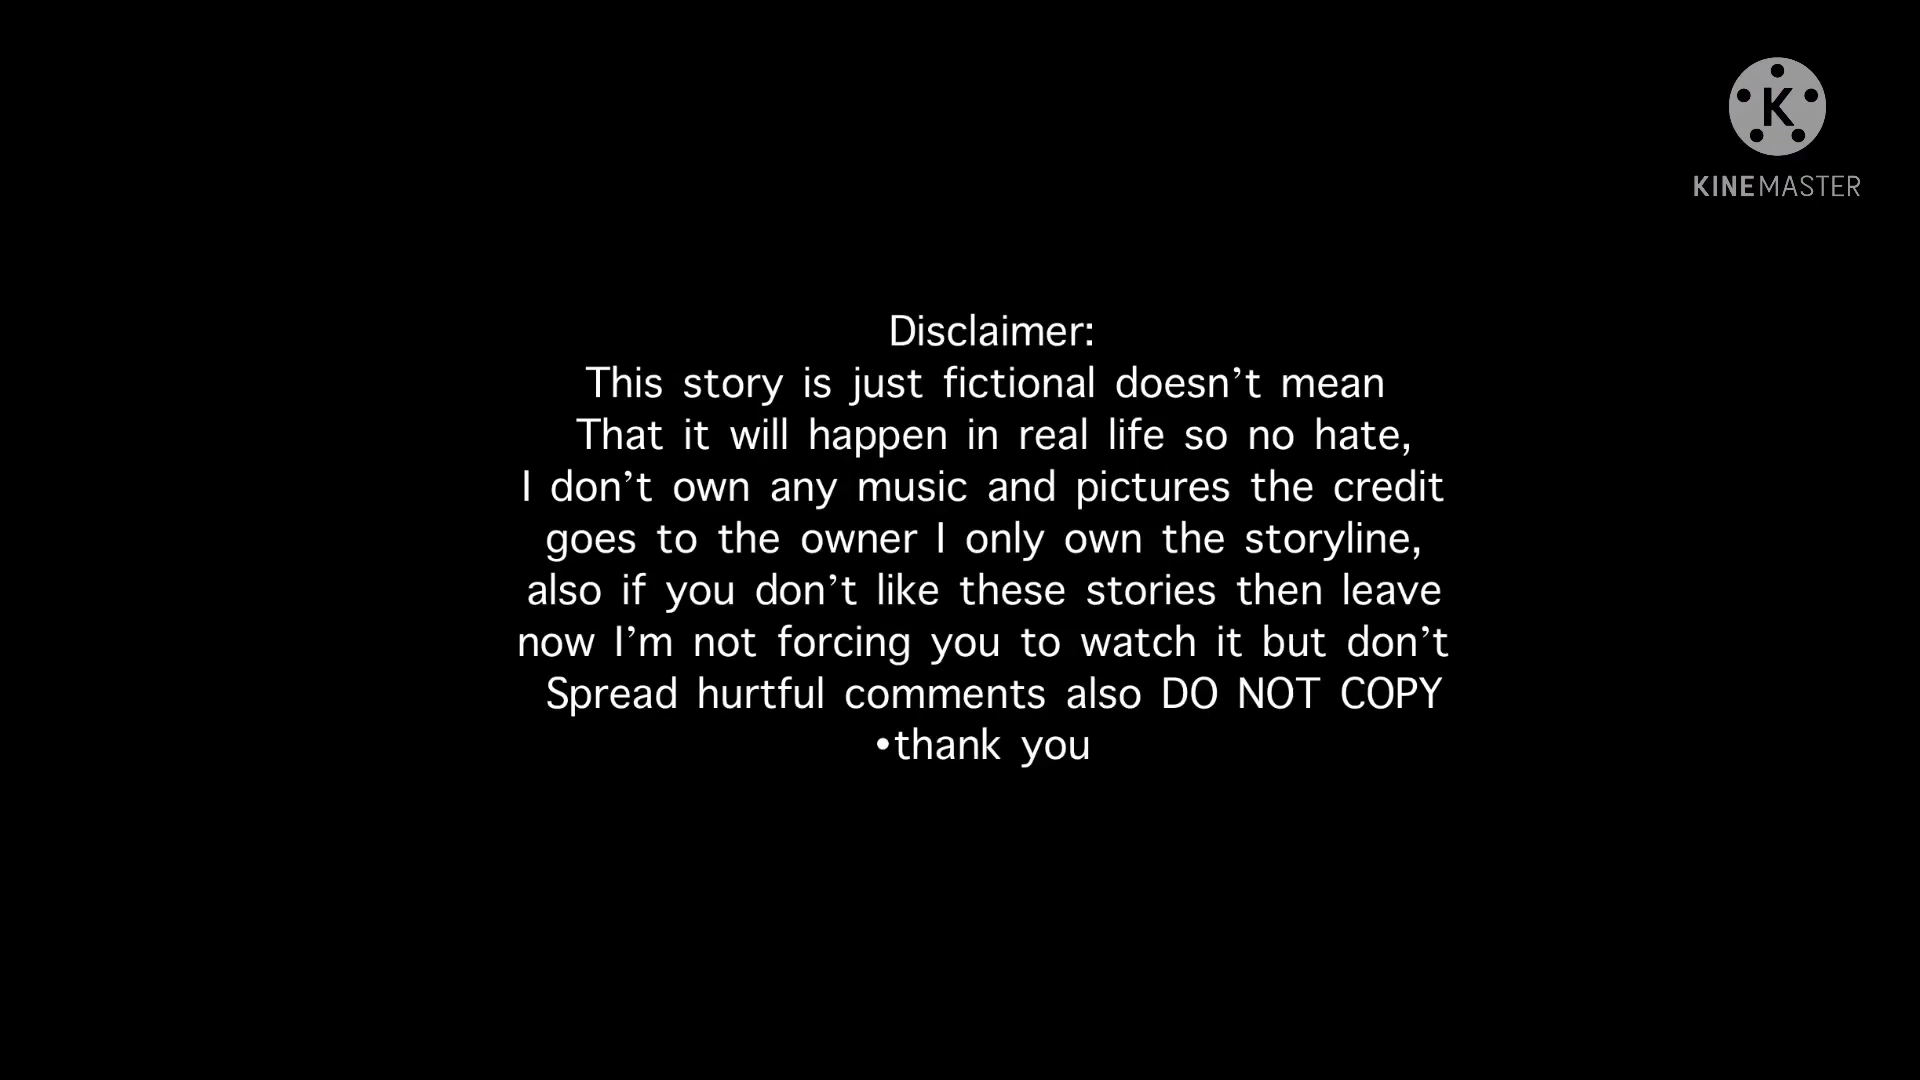 K
KINEMASTER
Disclaimer:
This story is just fictional doesn’t mean
That it will happen in real life so no hate,
I don’t own any music and pictures the credit
goes to the owner I only own the storyline,
also if you don’t like these stories then leave
now I’m not forcing you to watch it but don’t
Spread hurtful comments also DO NOT COPY
•thank you